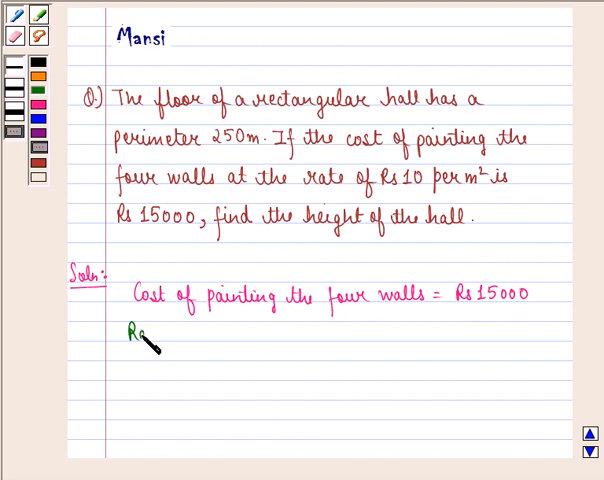 Mansi
Q.) The floor of a rectangular hall has a
perimeter 250m. If the cost of painting the
four walls at the rate of Rs 10 per m² is
Rs 15000, find the height of the hall.
Soln:
Cost of painting the four walls = Rs 15000
Ra